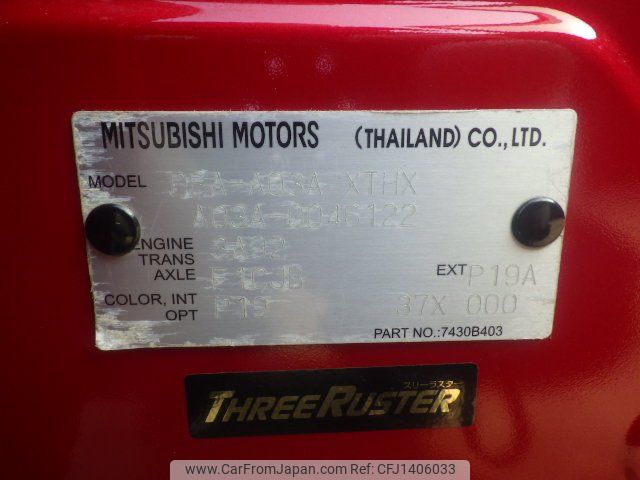 MITSUBISHI MOTORS (THAILAND) CO., LTD.
MODEL DBA-A03A XTHX
A03A-0046122
ENGINE 3A92
TRANS
AXLE F1CJB EXT P19A
COLOR, INT
OPT P19 37X 000
PART NO.:7430B403
スリーラスター
THREERUSTER
www.CarFromJapan.com
© CarFromJapan.com - CFJ1406033